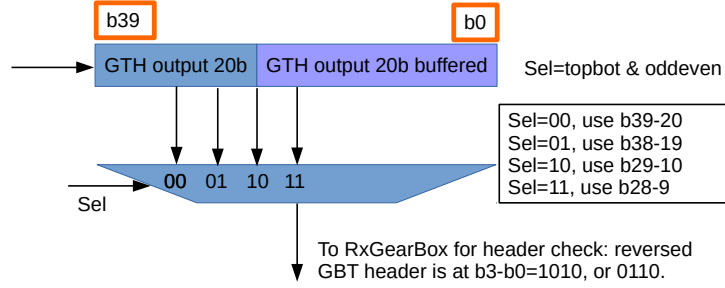 b39
b0
GTH output 20b
GTH output 20b buffered
Sel=topbot & oddeven
Sel=00, use b39-20
Sel=01, use b38-19
Sel=10, use b29-10
Sel=11, use b28-9
00 01 10 11
Sel
To RxGearBox for header check: reversed
GBT header is at b3-b0=1010, or 0110.